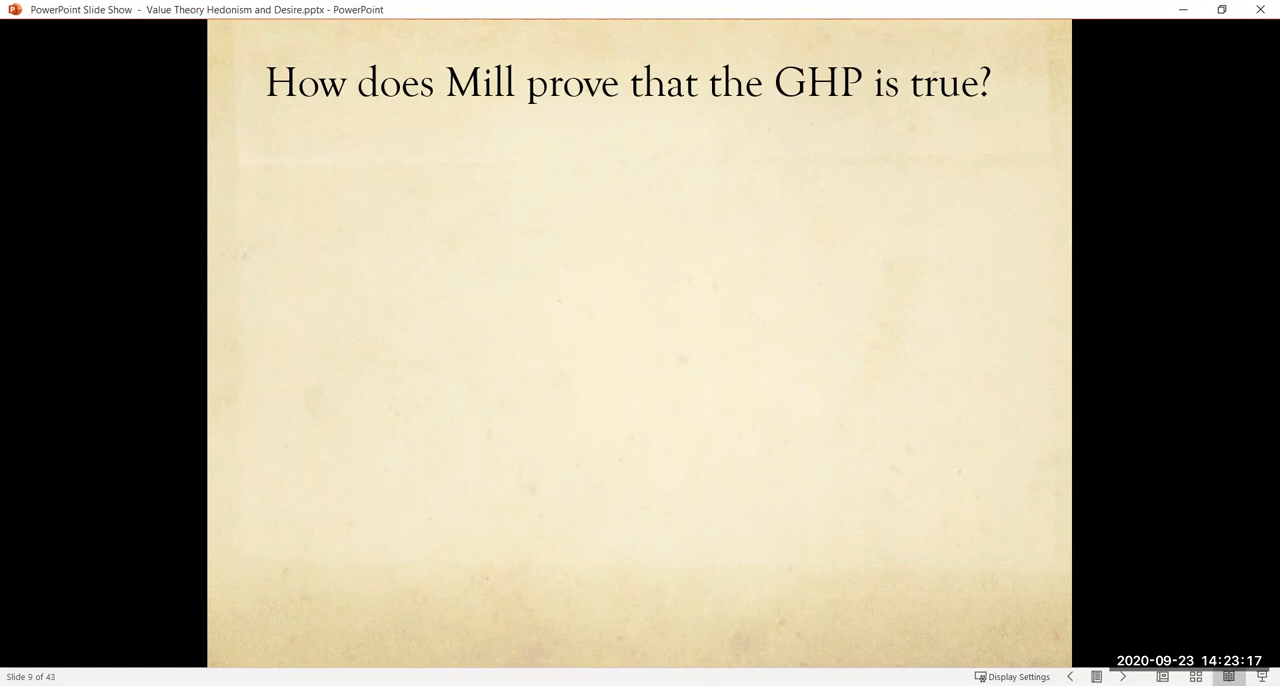 PowerPoint Slide Show - Value Theory Hedonism and Desire.pptx - PowerPoint
How does Mill prove that the GHP is true?
2020-09-23 14:23:17
Slide 9 of 43
Display Settings